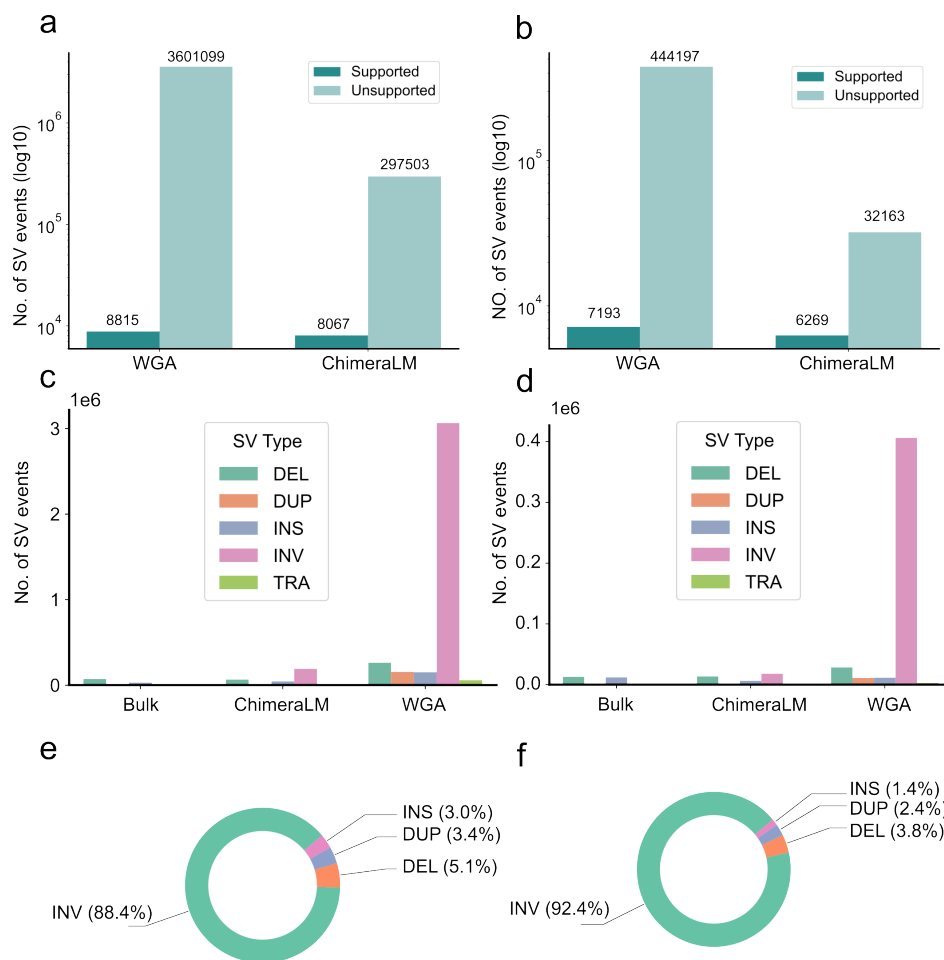 a
3601099
Supported
Unsupported
No. of SV events (log10)
10^6
297503
10^5
10^4
8815
8067
WGA
ChimeraLM
b
444197
Supported
Unsupported
NO. of SV events (log10)
10^5
32163
10^4
7193
6269
WGA
ChimeraLM
c
1e6
No. of SV events
3
2
1
0
SV Type
DEL
DUP
INS
INV
TRA
Bulk
ChimeraLM
WGA
d
1e6
No. of SV events
0.4
0.3
0.2
0.1
0.0
SV Type
DEL
DUP
INS
INV
TRA
Bulk
ChimeraLM
WGA
e
INS (3.0%)
DUP (3.4%)
DEL (5.1%)
INV (88.4%)
f
INS (1.4%)
DUP (2.4%)
DEL (3.8%)
INV (92.4%)